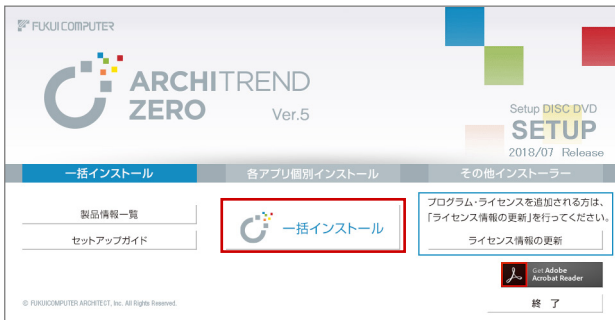 FUKUI COMPUTER
ARCHITREND
ZERO Ver.5
Setup DISC DVD
SETUP
2018/07 Release
一括インストール 各アプリ個別インストール その他インストーラー
製品情報一覧
セットアップガイド
一括インストール
プログラム・ライセンスを追加される方は、
「ライセンス情報の更新」を行ってください。
ライセンス情報の更新
Get Adobe
Acrobat Reader
© FUKUICOMPUTER ARCHITECT, Inc. All Rights Reserved.
終 了